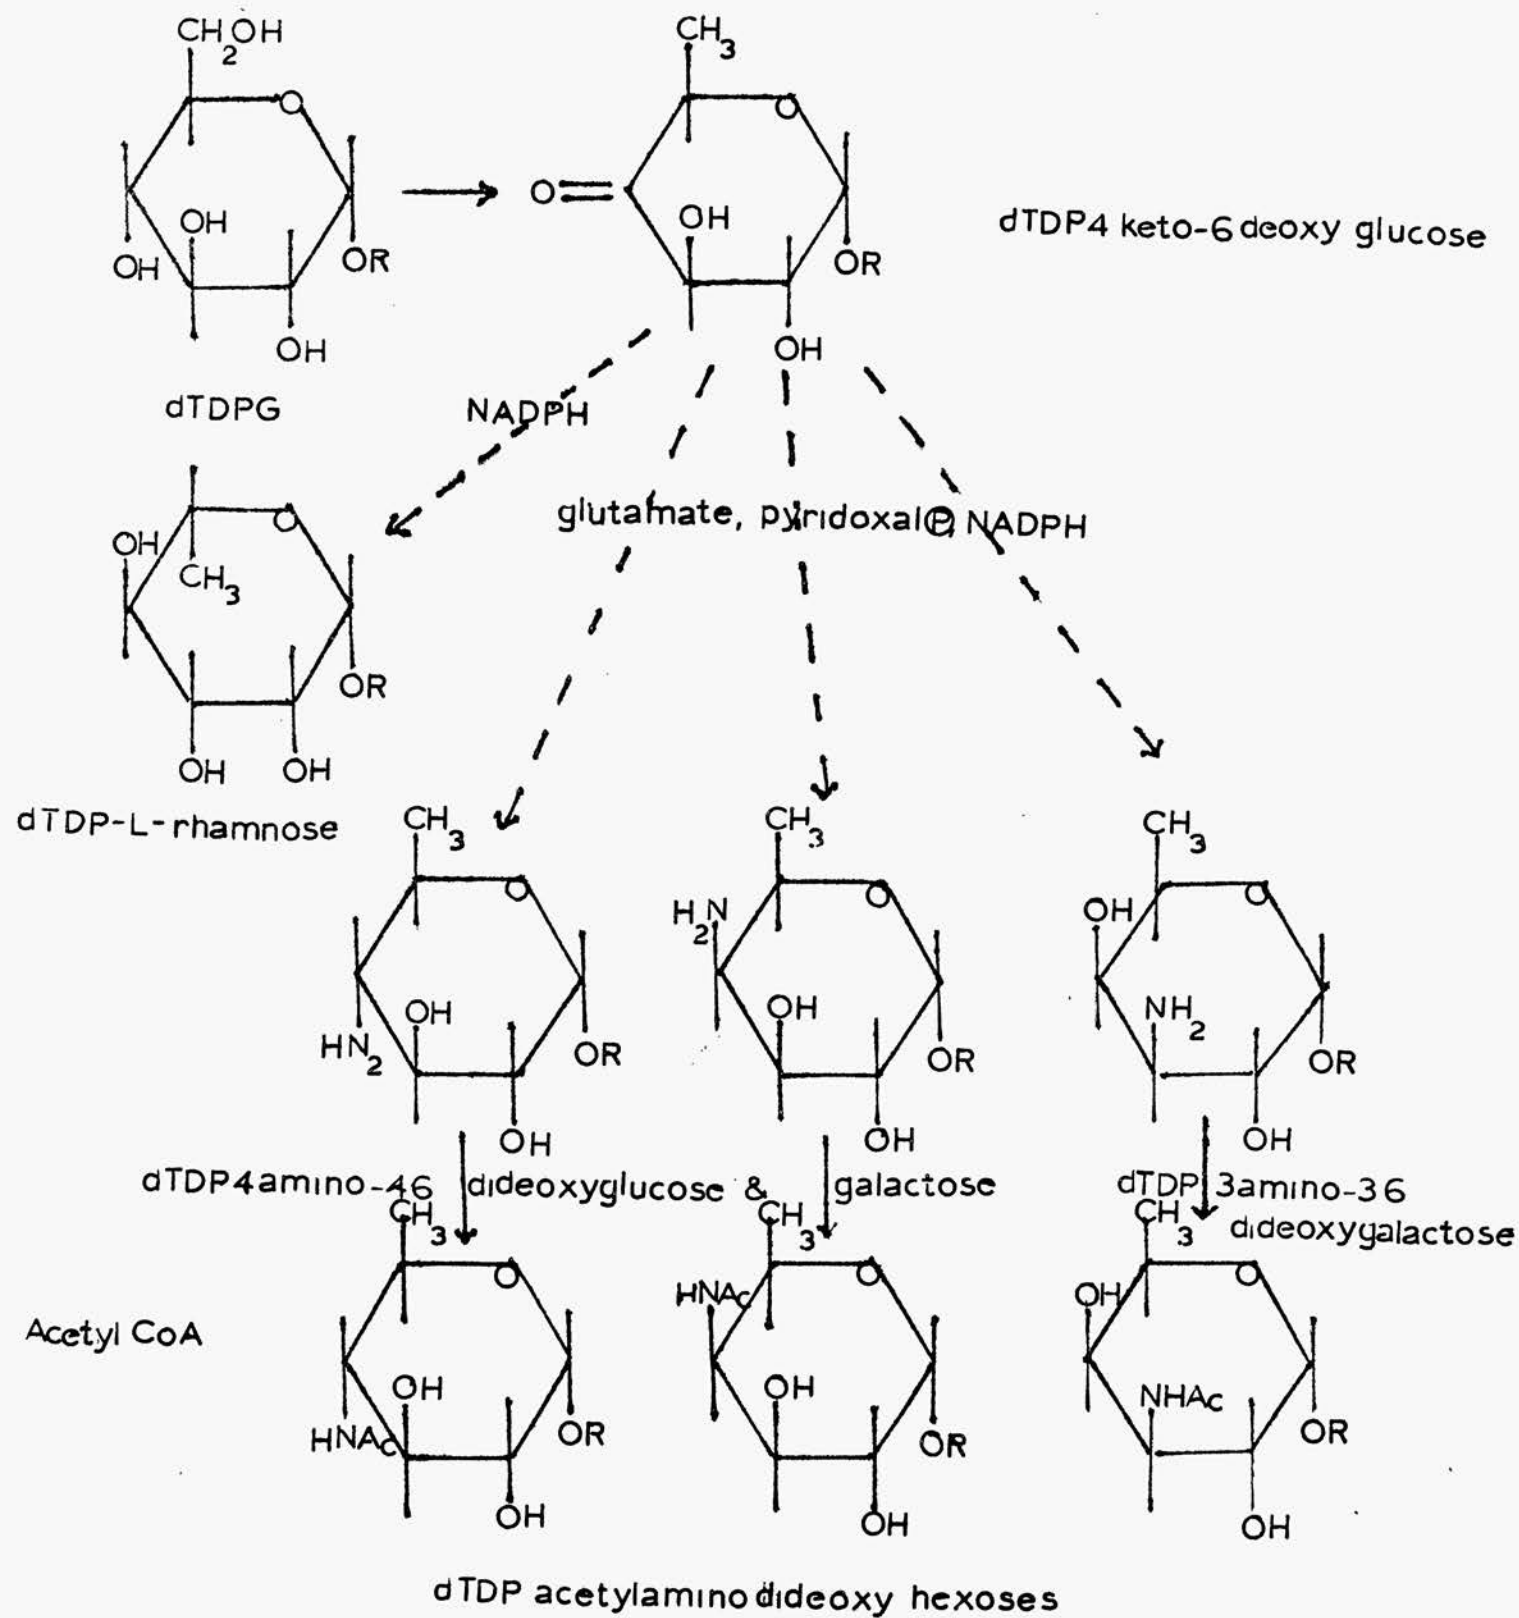 CH2OH
O
OH
OH
OR
OH
dTDPG
CH3
O
O
OH
OR
OH
dTDP4 keto-6deoxy glucose
NADPH
glutamate, pyridoxal P, NADPH
O
OH
CH3
OR
OH OH
dTDP-L-rhamnose
CH3
O
OH
HN2
OR
OH
CH3
O
H2N
OH
OR
OH
CH3
O
OH
NH2
OR
OH
dTDP4amino-46 dideoxyglucose & galactose
dTDP 3amino-36
dideoxygalactose
Acetyl CoA
CH3
O
OH
HNAc
OR
OH
CH3
O
HNAc
OH
OR
OH
CH3
O
OH
NHAc
OR
OH
dTDP acetylamino dideoxy hexoses